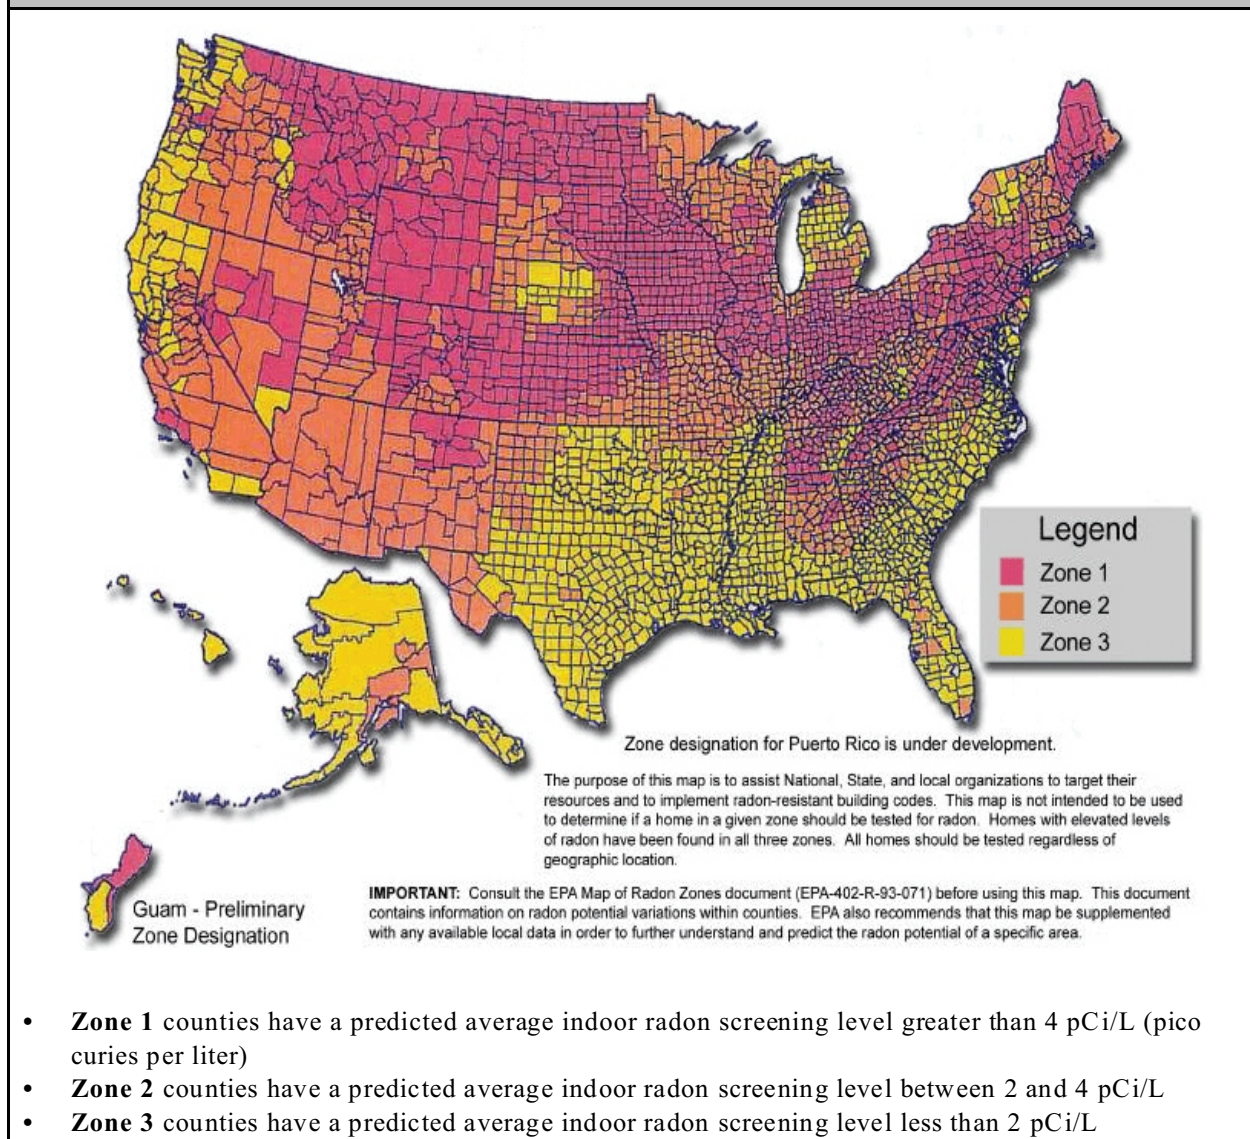 Legend
Zone 1
Zone 2
Zone 3
Zone designation for Puerto Rico is under development.
The purpose of this map is to assist National, State, and local organizations to target their
resources and to implement radon-resistant building codes. This map is not intended to be used
to determine if a home in a given zone should be tested for radon. Homes with elevated levels
of radon have been found in all three zones. All homes should be tested regardless of
geographic location.
IMPORTANT: Consult the EPA Map of Radon Zones document (EPA-402-R-93-071) before using this map. This document
contains information on radon potential variations within counties. EPA also recommends that this map be supplemented
with any available local data in order to further understand and predict the radon potential of a specific area.
Guam - Preliminary
Zone Designation
• Zone 1 counties have a predicted average indoor radon screening level greater than 4 pCi/L (pico
curies per liter)
• Zone 2 counties have a predicted average indoor radon screening level between 2 and 4 pCi/L
• Zone 3 counties have a predicted average indoor radon screening level less than 2 pCi/L